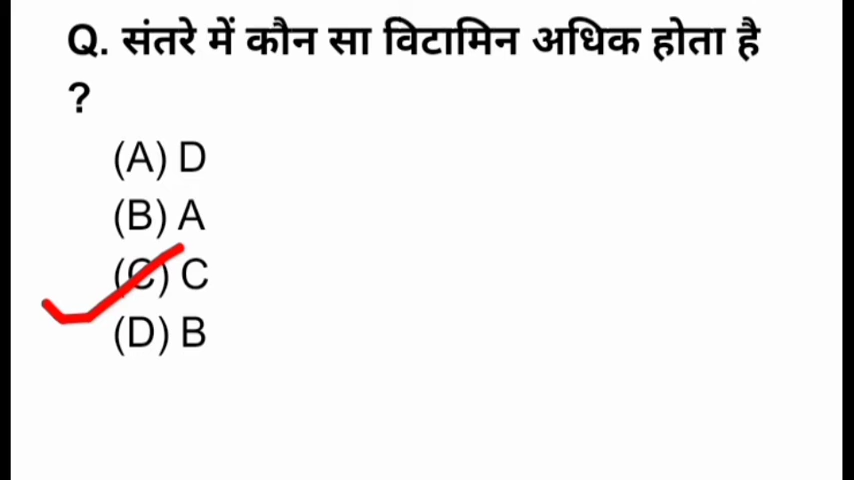 Q. संतरे में कौन सा विटामिन अधिक होता है
?
(A) D
(B) A
(C) C
(D) B